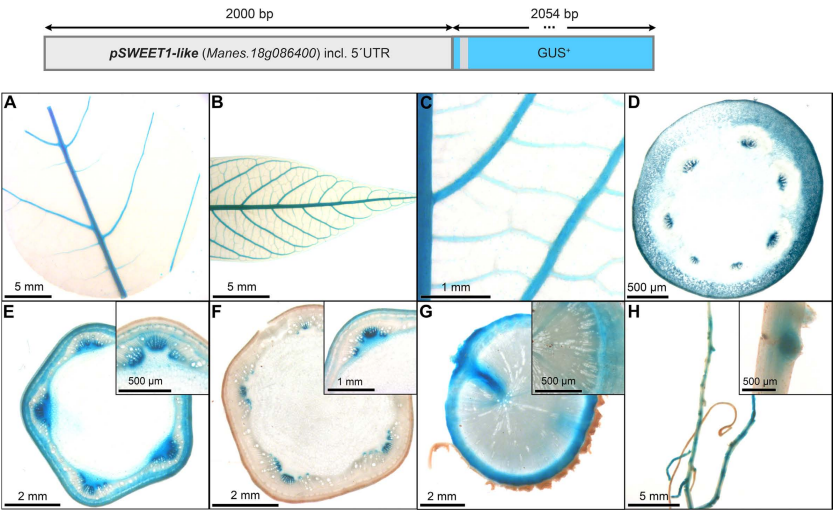 2000 bp
2054 bp
...
pSWEET1-like (Manes.18g086400) incl. 5´UTR
GUS⁺
A
B
C
D
5 mm
5 mm
1 mm
500 µm
E
F
G
H
500 µm
1 mm
500 µm
500 µm
2 mm
2 mm
2 mm
5 mm